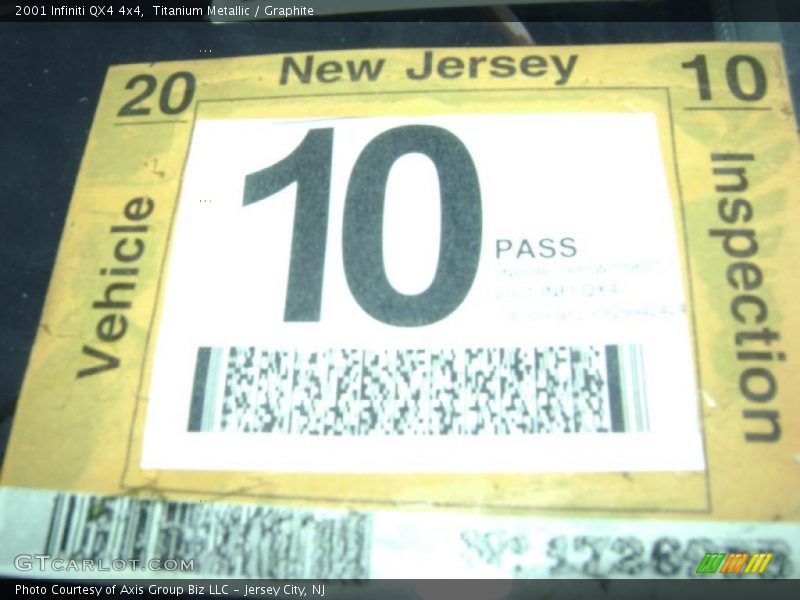 2001 Infiniti QX4 4x4, Titanium Metallic / Graphite
20 New Jersey 10
Vehicle
Inspection
10
PASS
GTCARLOT.COM
Photo Courtesy of Axis Group Biz LLC – Jersey City, NJ